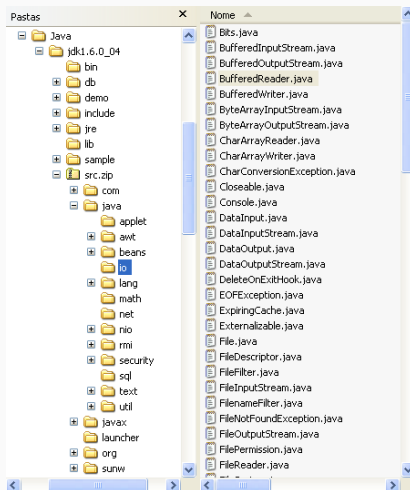 Pastas
Java
jdk1.6.0_04
bin
db
demo
include
jre
lib
sample
src.zip
com
java
applet
awt
beans
io
lang
math
net
nio
rmi
security
sql
text
util
javax
launcher
org
sunw
Nome
Bits.java
BufferedInputStream.java
BufferedOutputStream.java
BufferedReader.java
BufferedWriter.java
ByteArrayInputStream.java
ByteArrayOutputStream.java
CharArrayReader.java
CharArrayWriter.java
CharConversionException.java
Closeable.java
Console.java
DataInput.java
DataInputStream.java
DataOutput.java
DataOutputStream.java
DeleteOnExitHook.java
EOFException.java
ExpiringCache.java
Externalizable.java
File.java
FileDescriptor.java
FileFilter.java
FileInputStream.java
FilenameFilter.java
FileNotFoundException.java
FileOutputStream.java
FilePermission.java
FileReader.java